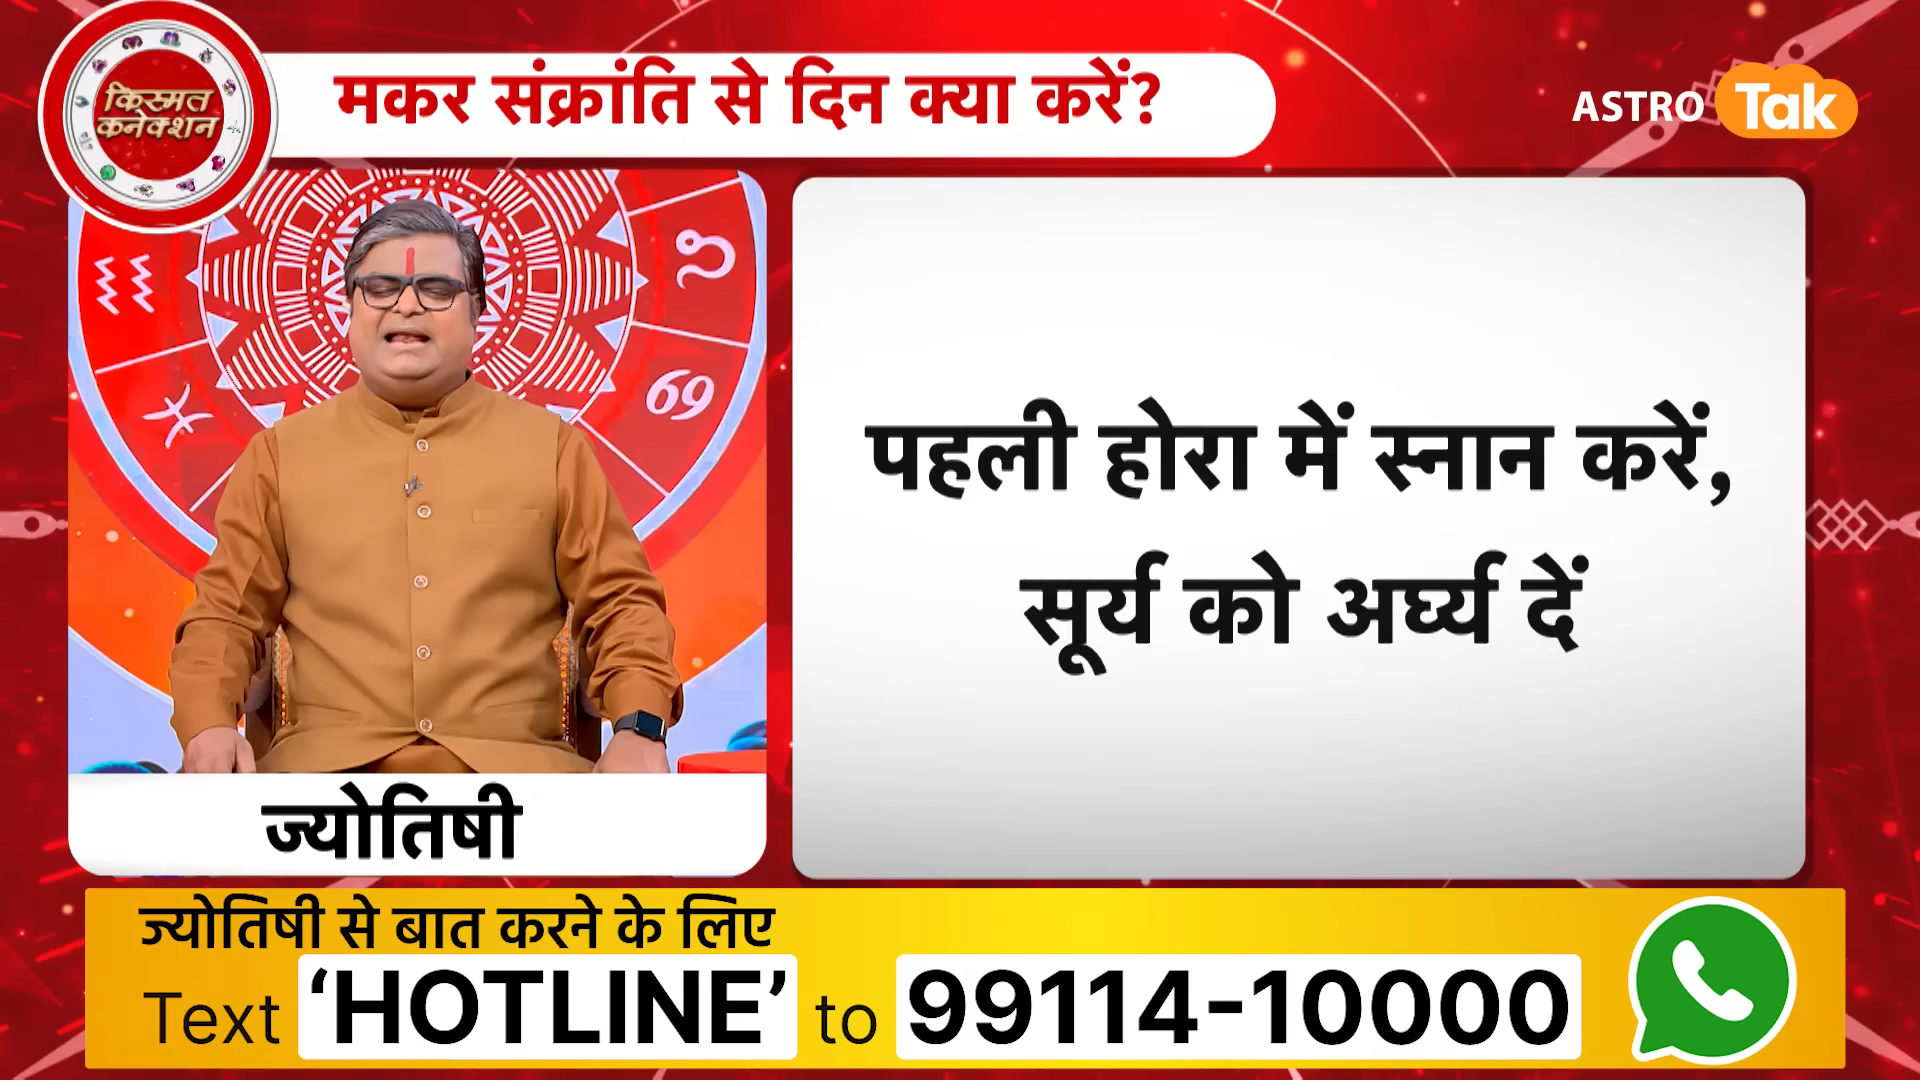 किस्मत
कनेक्शन
मकर संक्रांति से दिन क्या करें?
ASTRO Tak
पहली होरा में स्नान करें,
सूर्य को अर्घ्य दें
ज्योतिषी
ज्योतिषी से बात करने के लिए
Text ‘HOTLINE’ to 99114-10000